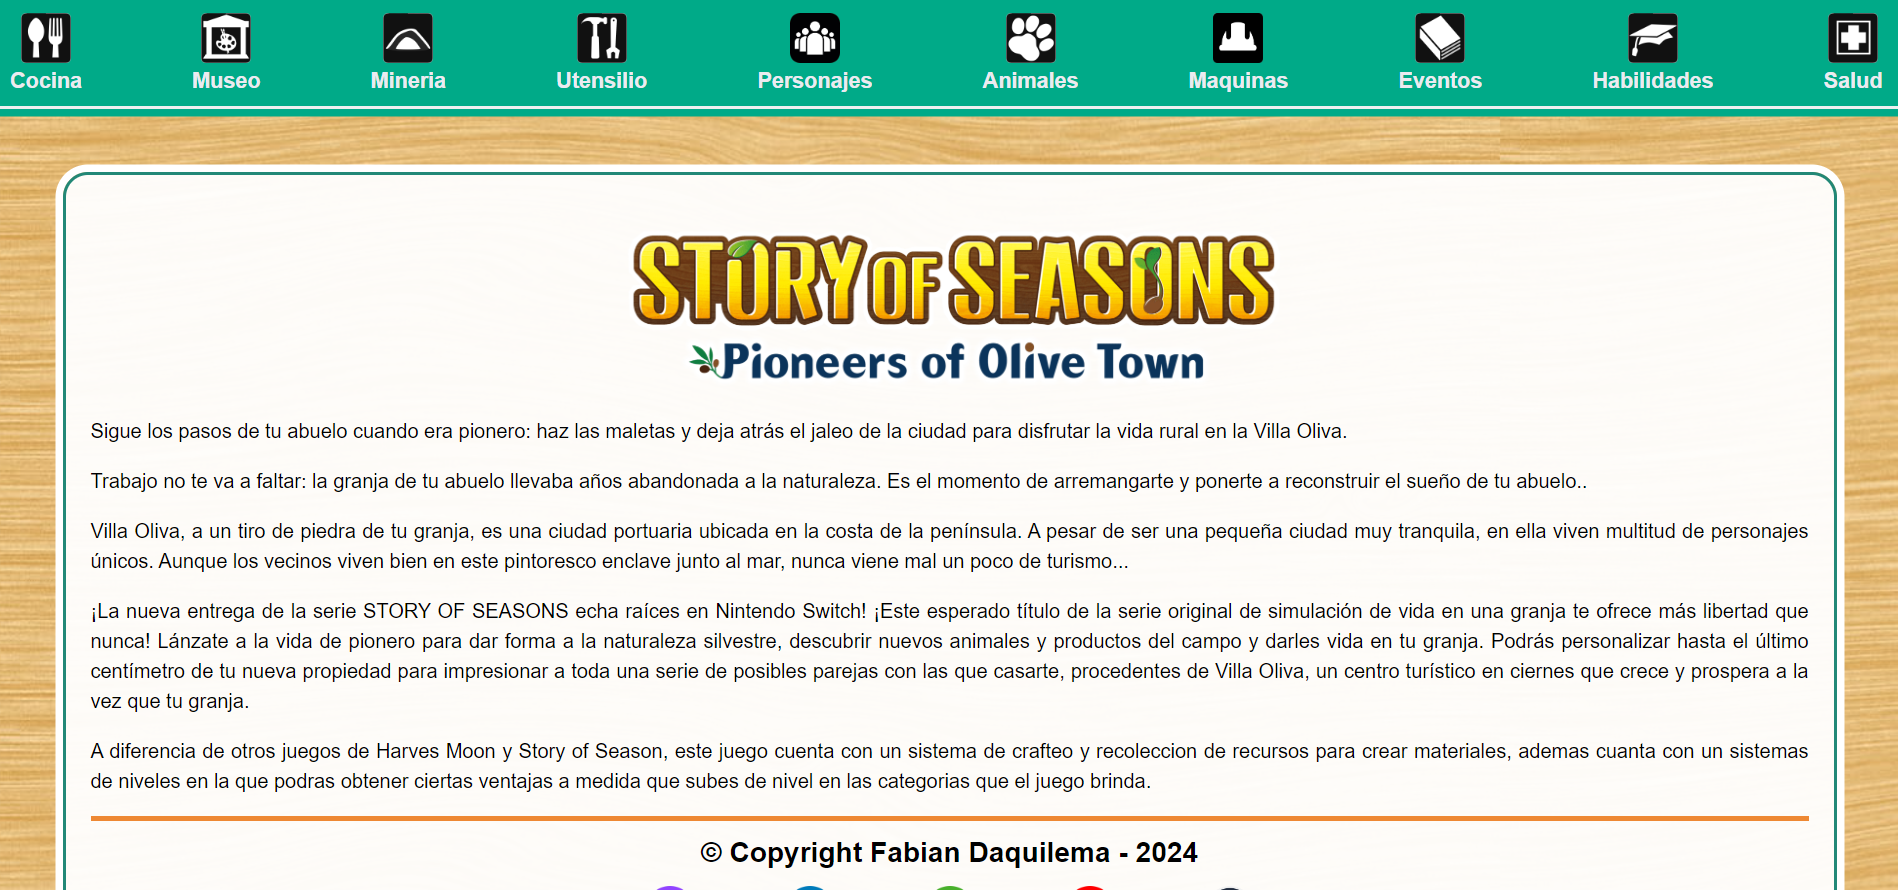 Cocina
Museo
Mineria
Utensilio
Personajes
Animales
Maquinas
Eventos
Habilidades
Salud
STORY OF SEASONS
Pioneers of Olive Town
Sigue los pasos de tu abuelo cuando era pionero: haz las maletas y deja atrás el jaleo de la ciudad para disfrutar la vida rural en la Villa Oliva.
Trabajo no te va a faltar: la granja de tu abuelo llevaba años abandonada a la naturaleza. Es el momento de arremangarte y ponerte a reconstruir el sueño de tu abuelo..
Villa Oliva, a un tiro de piedra de tu granja, es una ciudad portuaria ubicada en la costa de la península. A pesar de ser una pequeña ciudad muy tranquila, en ella viven multitud de personajes
únicos. Aunque los vecinos viven bien en este pintoresco enclave junto al mar, nunca viene mal un poco de turismo...
¡La nueva entrega de la serie STORY OF SEASONS echa raíces en Nintendo Switch! ¡Este esperado título de la serie original de simulación de vida en una granja te ofrece más libertad que
nunca! Lánzate a la vida de pionero para dar forma a la naturaleza silvestre, descubrir nuevos animales y productos del campo y darles vida en tu granja. Podrás personalizar hasta el último
centímetro de tu nueva propiedad para impresionar a toda una serie de posibles parejas con las que casarte, procedentes de Villa Oliva, un centro turístico en ciernes que crece y prospera a la
vez que tu granja.
A diferencia de otros juegos de Harves Moon y Story of Season, este juego cuenta con un sistema de crafteo y recoleccion de recursos para crear materiales, ademas cuanta con un sistemas
de niveles en la que podras obtener ciertas ventajas a medida que subes de nivel en las categorias que el juego brinda.
© Copyright Fabian Daquilema - 2024